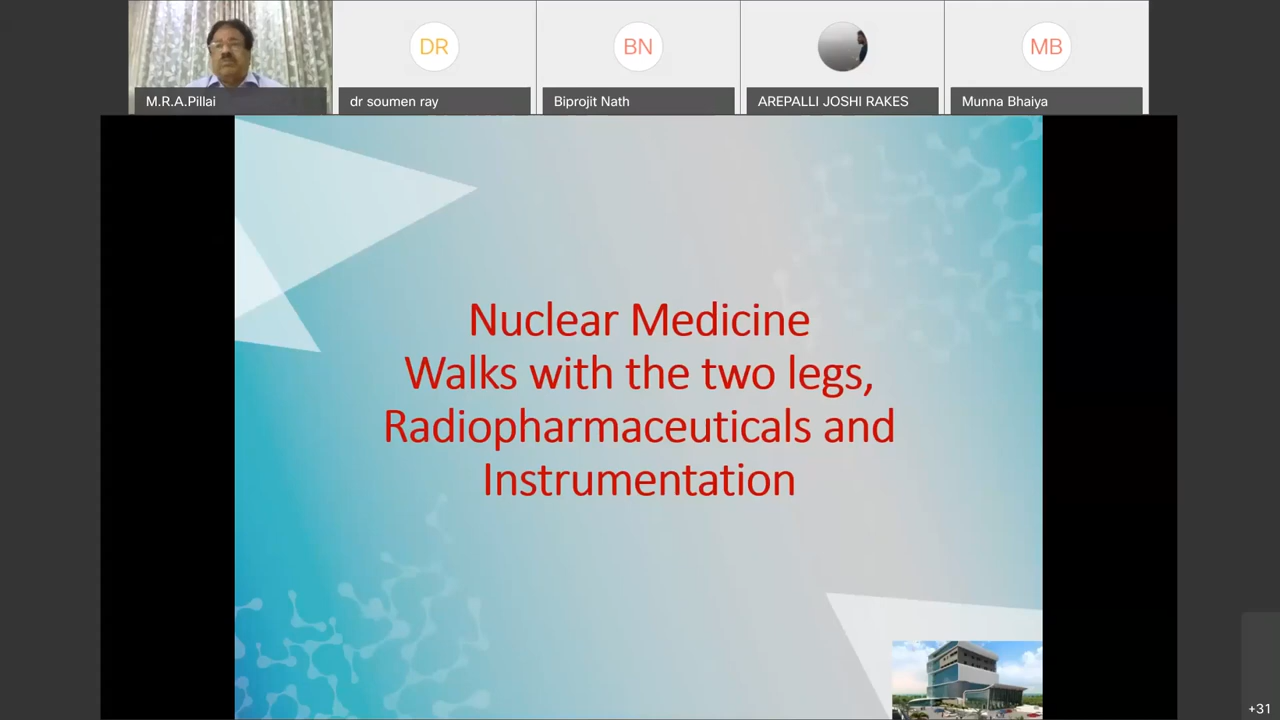 DR
BN
MB
M.R.A.Pillai
dr soumen ray
Biprojit Nath
AREPALLI JOSHI RAKES
Munna Bhaiya
Nuclear Medicine
Walks with the two legs,
Radiopharmaceuticals and
Instrumentation
+31